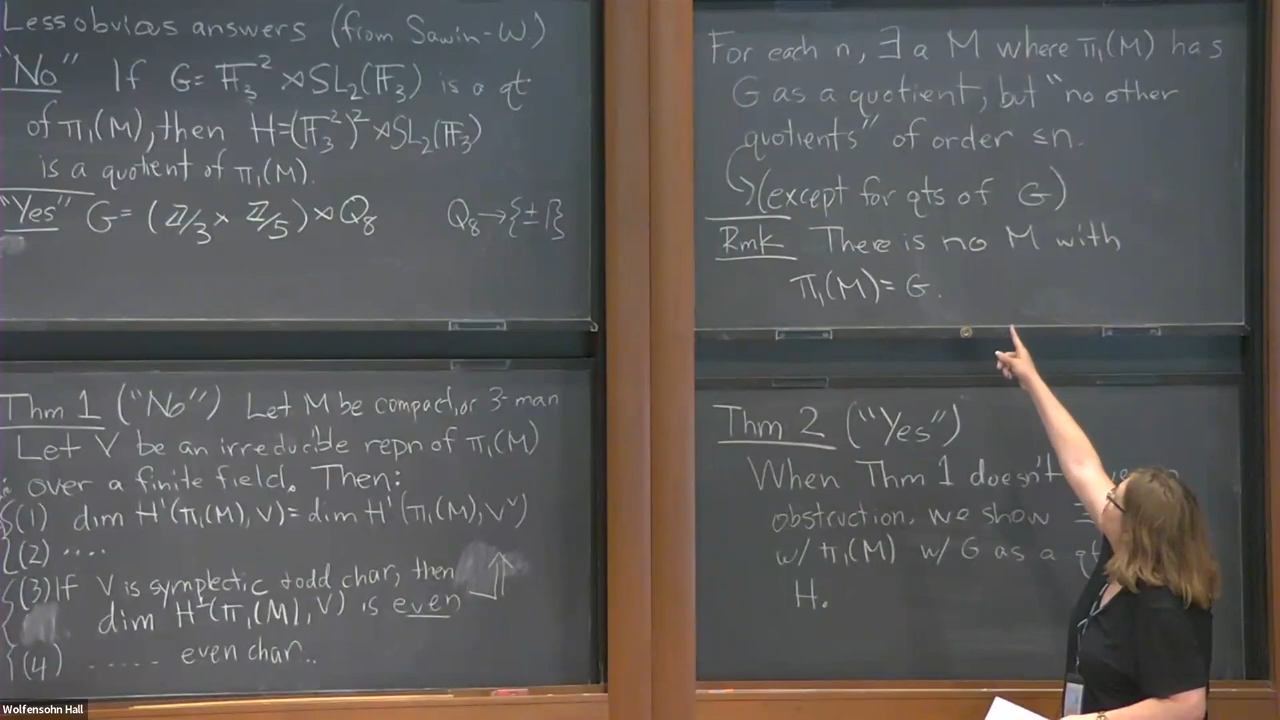 Less obvious answers (from Sawin-W)
"No" If G = 𝔽₃² ⋊ SL₂(𝔽₃) is a qt
of π₁(M), then H = (𝔽₃²)² ⋊ SL₂(𝔽₃)
is a quotient of π₁(M).
"Yes" G = (ℤ/3 × ℤ/5) ⋊ Q₈ Q₈→{±1}
Thm 1 ("No") Let M be compact, or 3-man
Let V be an irreducible repn of π₁(M)
over a finite field. Then:
(1) dim H¹(π₁(M), V) = dim H¹(π₁(M), V^∨)
(2) ....
(3) If V is symplectic + odd char, then
dim H¹(π₁(M), V) is even
(4) ..... even char..
For each n, ∃ a M where π₁(M) has
G as a quotient, but "no other
quotients" of order ≤n.
(except for qts of G)
Rmk There is no M with
π₁(M) = G.
Thm 2 ("Yes")
When Thm 1 doesn't
obstruction, we show ∃
w/ π₁(M) w/ G as a
H.
Wolfensohn Hall